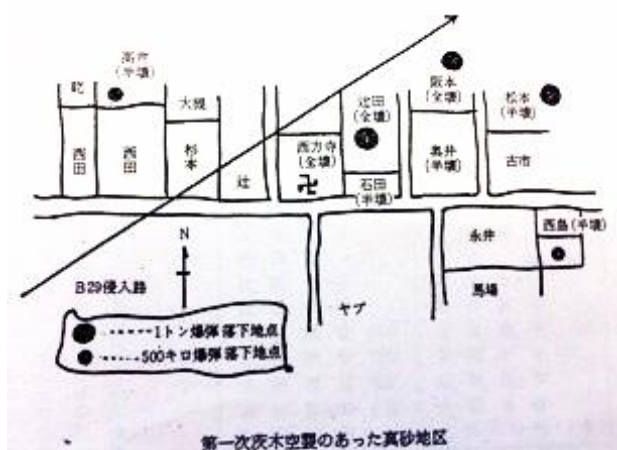 高市
(半壊)
阪本
(全壊)
松本
(半壊)
大槻
辻田
(全壊)
西田
西田
杉本
辻
西方寺
(全壊)
石田
(半壊)
奥井
(半壊)
古市
永井
西島(半壊)
馬場
N
B29侵入路
ヤブ
1トン爆弾落下地点
500キロ爆弾落下地点
第一次茨木空襲のあった真砂地区